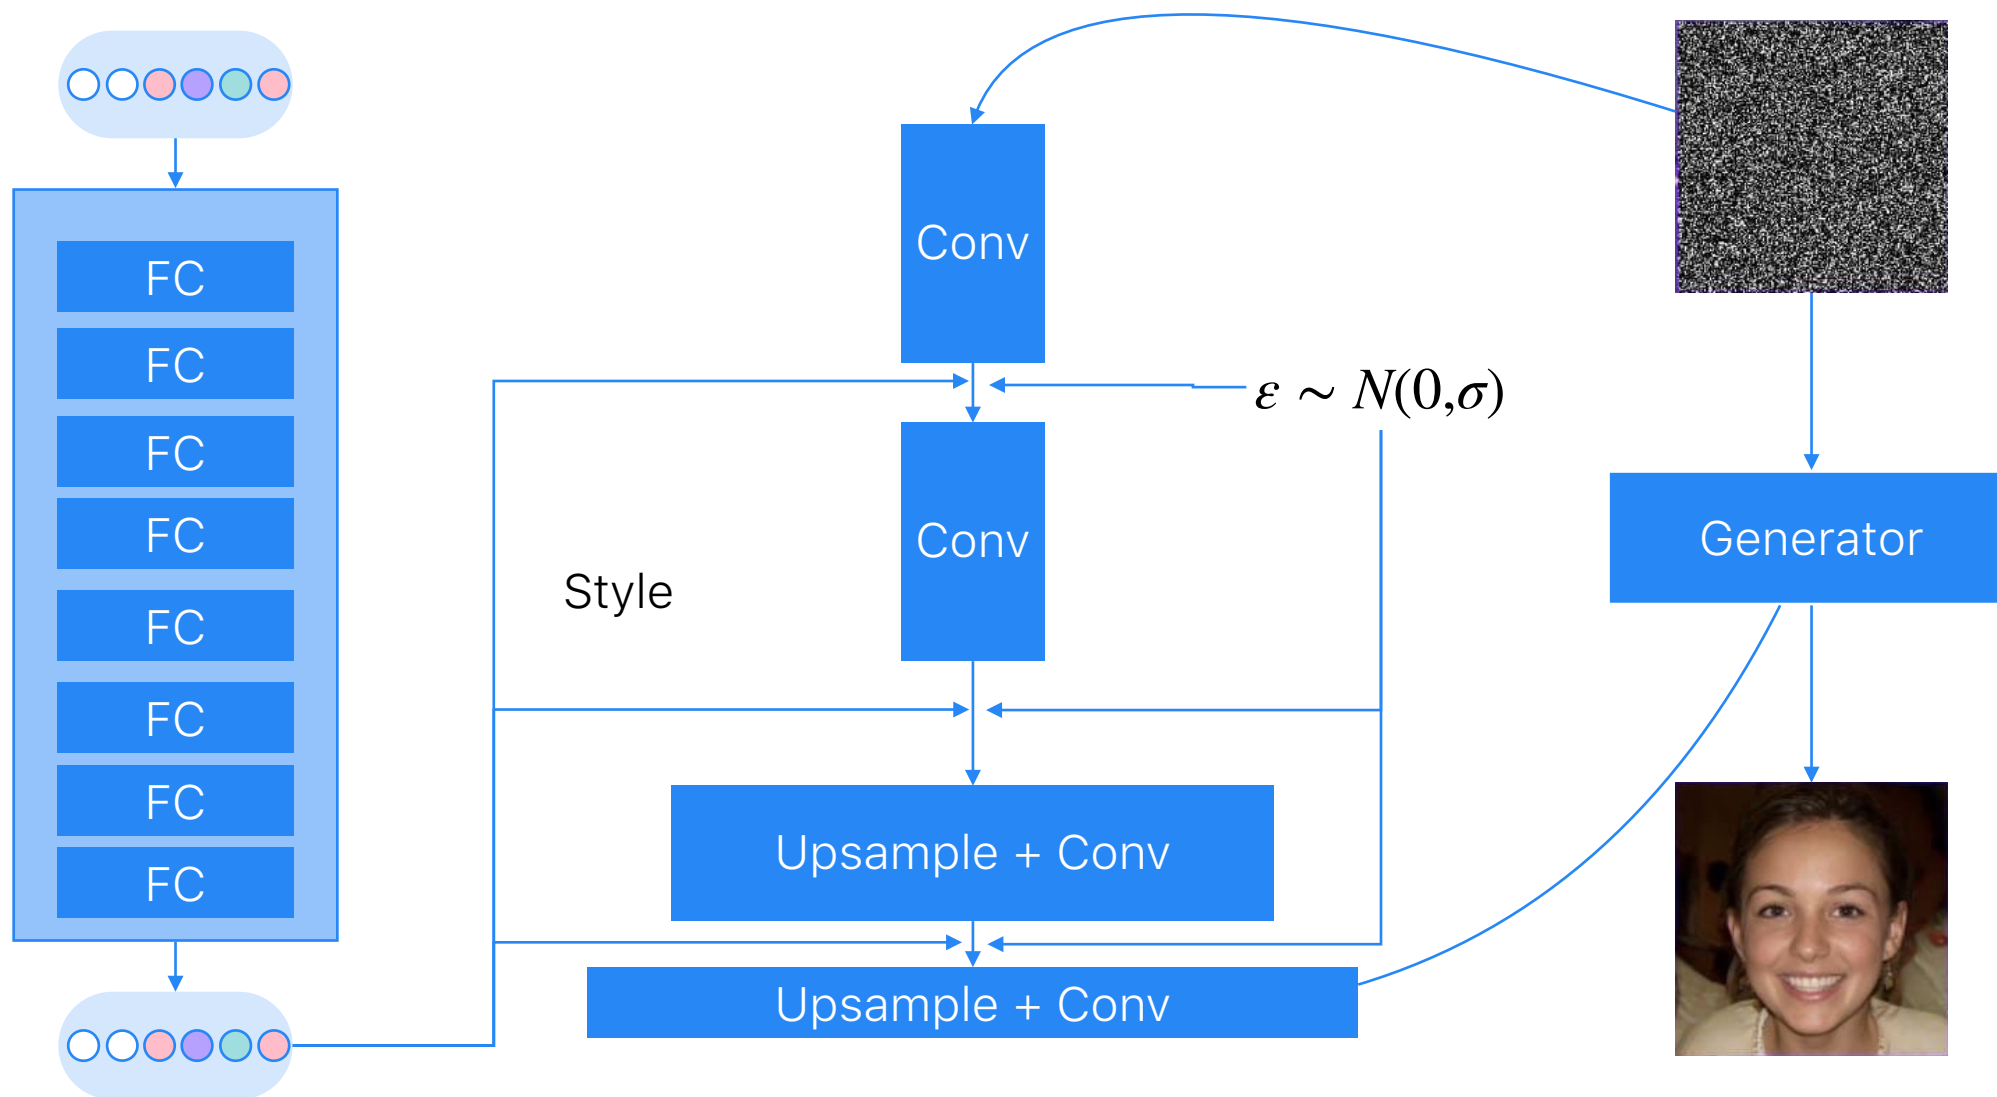 FC
FC
FC
FC
FC
FC
FC
FC
Style
Conv
Conv
Upsample + Conv
Upsample + Conv
ε ∼ N(0,σ)
Generator